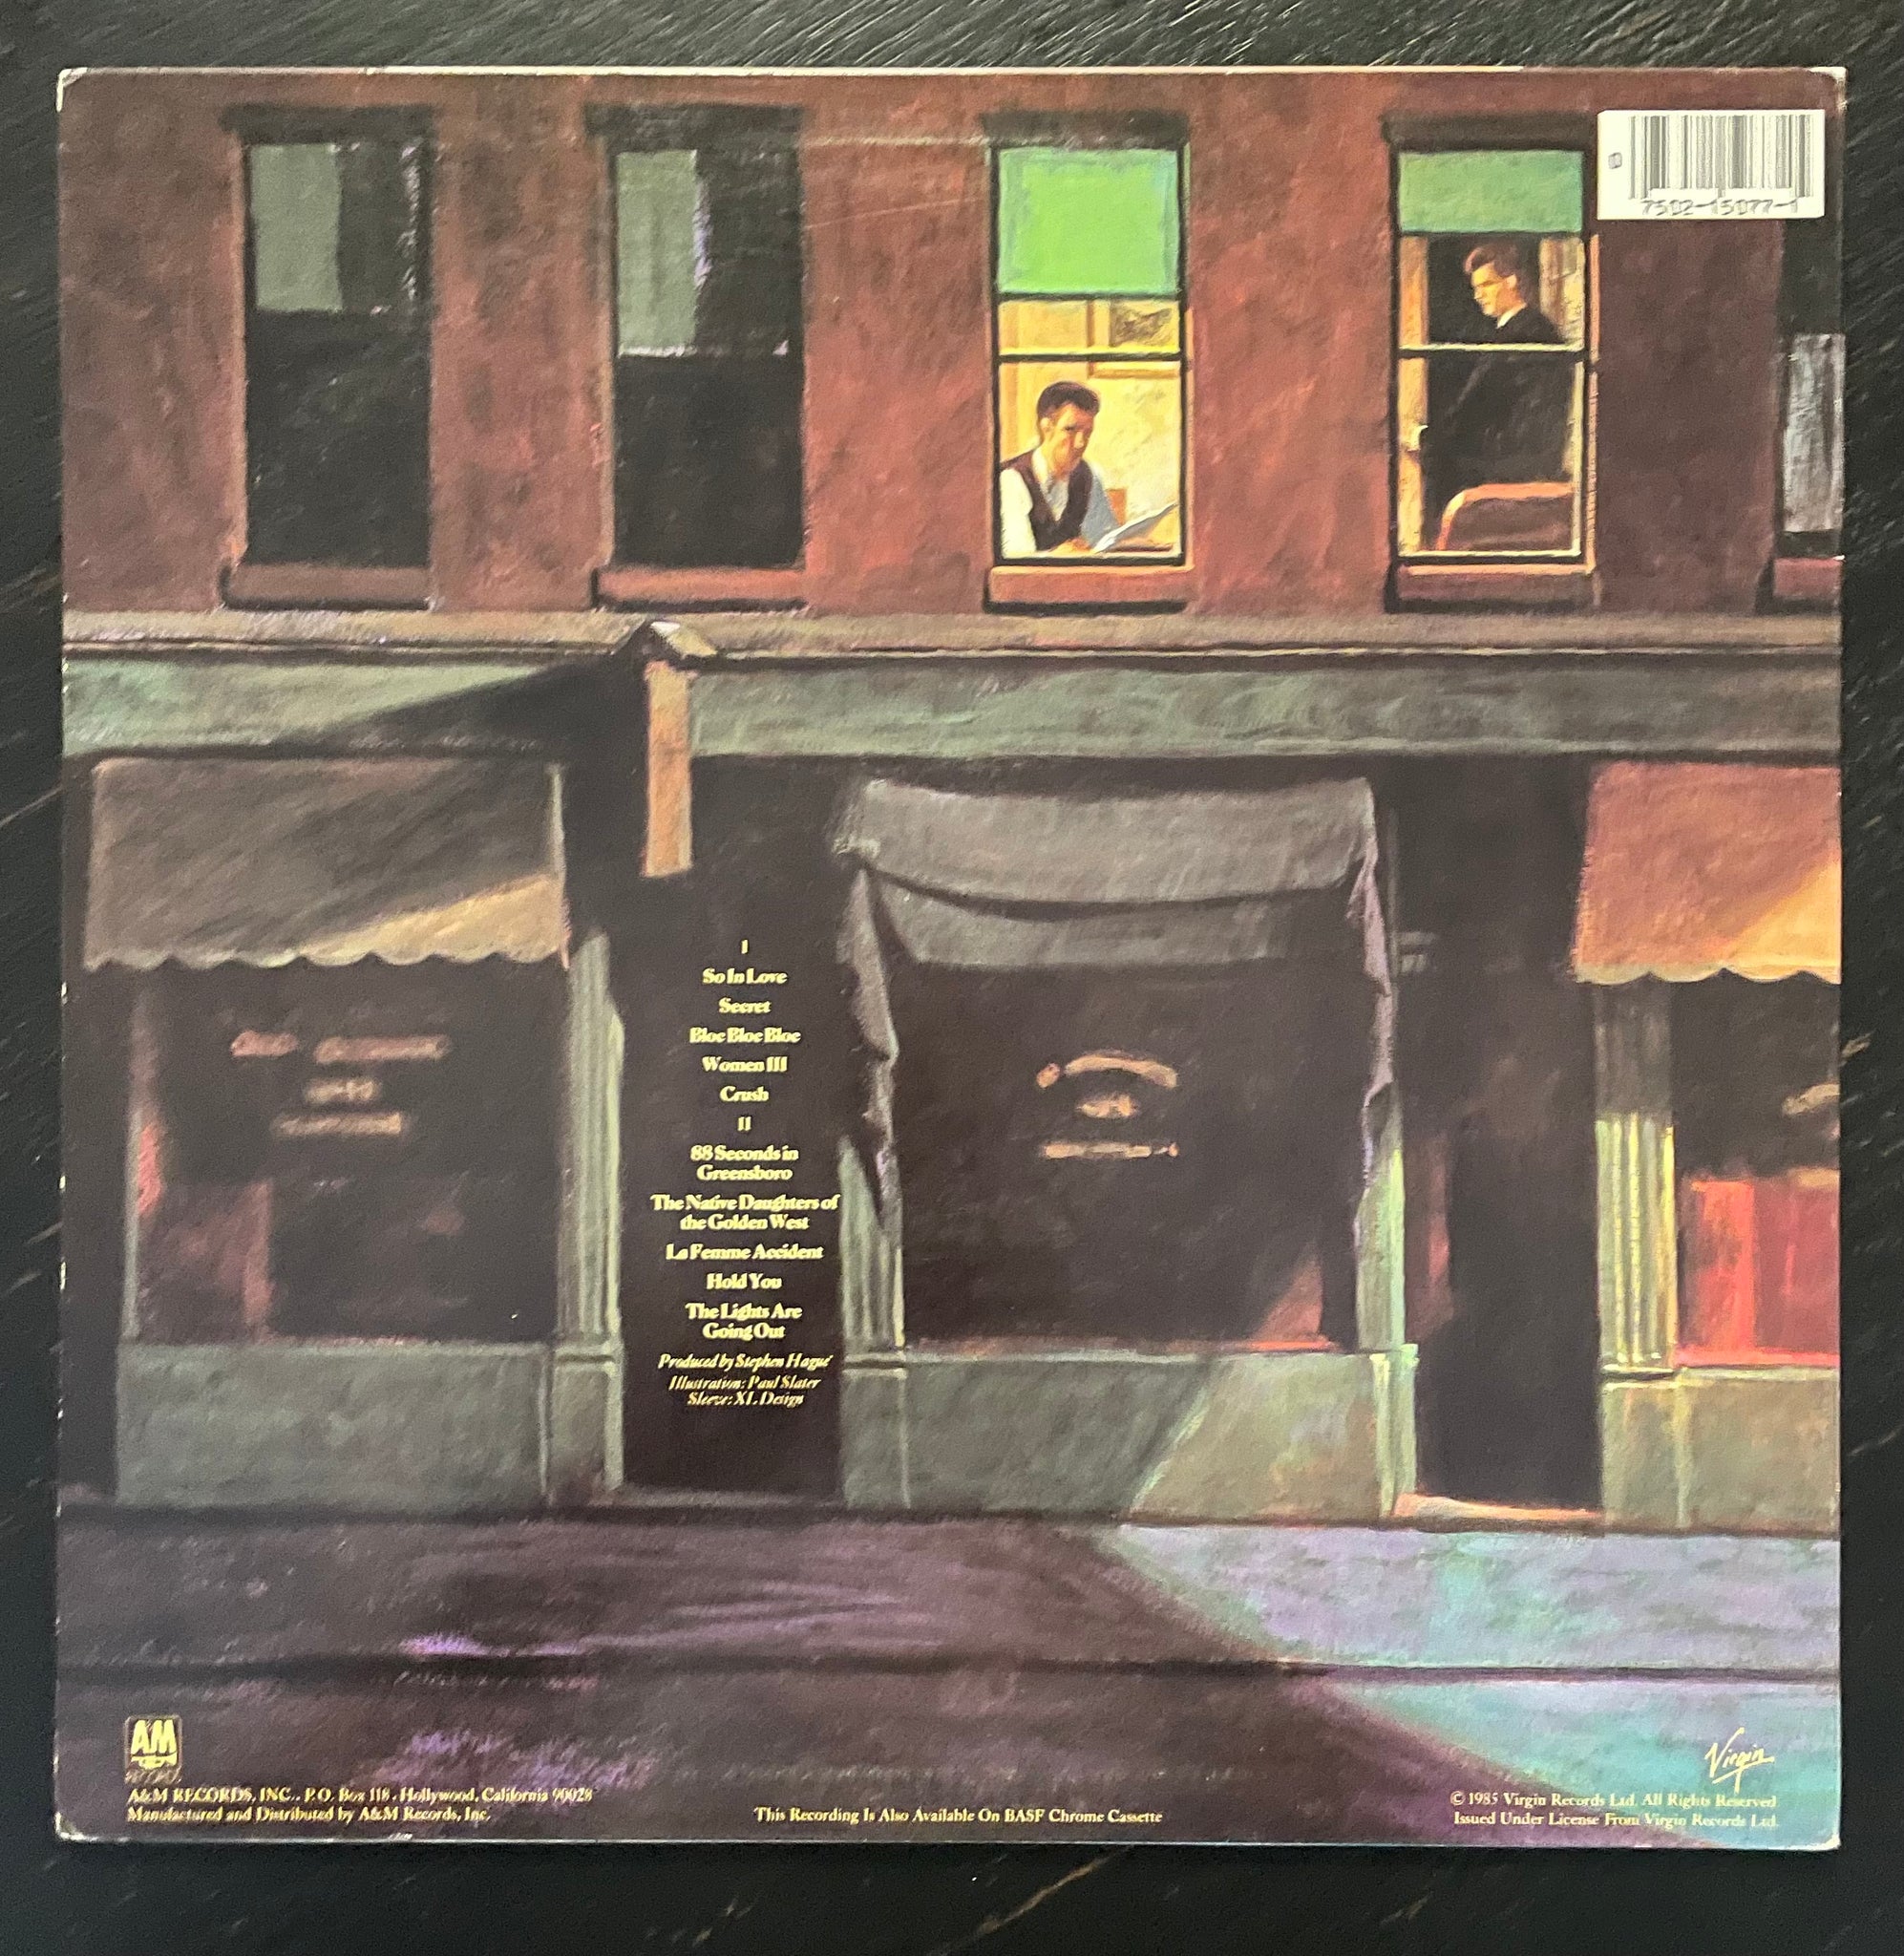 7502-15077-1
I
So In Love
Secret
Bloc Bloc Bloc
Women III
Crush
II
88 Seconds in
Greensboro
The Native Daughters of
the Golden West
La Femme Accident
Hold You
The Lights Are
Going Out
Produced by Stephen Hague
Illustration: Paul Slater
Sleeve: XL Design
A&M
RECORDS
A&M RECORDS, INC., P.O. Box 118, Hollywood, California 90028
Manufactured and Distributed by A&M Records, Inc.
This Recording Is Also Available On BASF Chrome Cassette
Virgin
© 1985 Virgin Records Ltd. All Rights Reserved
Issued Under License From Virgin Records Ltd.